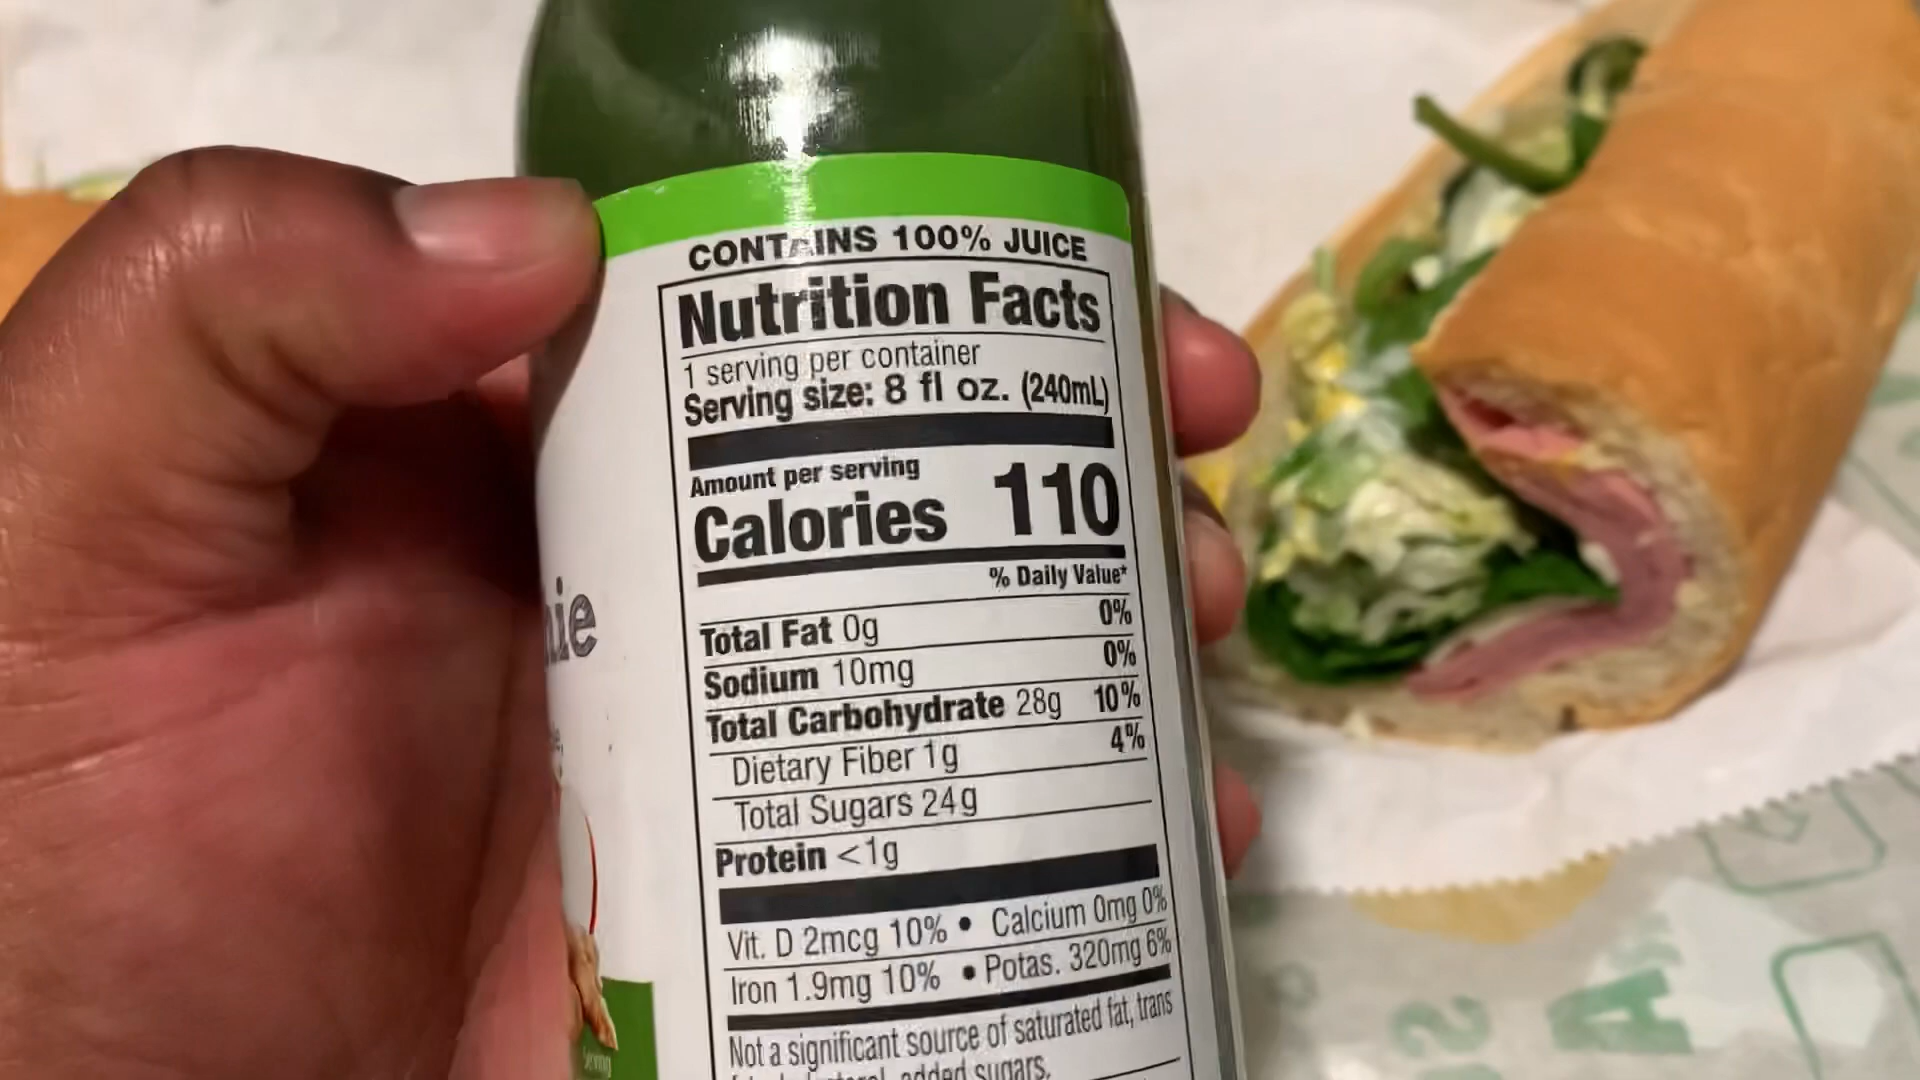 CONTAINS 100% JUICE
Nutrition Facts
1 serving per container
Serving size: 8 fl oz. (240mL)
Amount per serving
Calories 110
% Daily Value*
Total Fat 0g 0%
Sodium 10mg 0%
Total Carbohydrate 28g 10%
Dietary Fiber 1g 4%
Total Sugars 24g
Protein <1g
Vit. D 2mcg 10% • Calcium 0mg 0%
Iron 1.9mg 10% • Potas. 320mg 6%
Not a significant source of saturated fat, trans
added sugars.